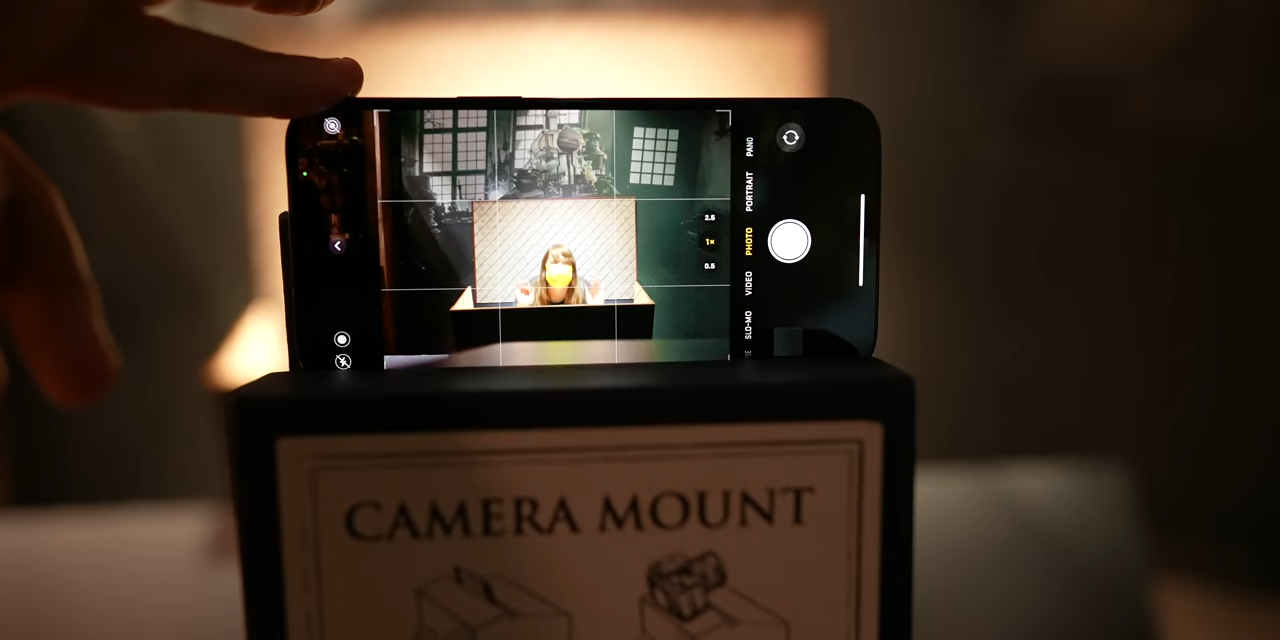 PANO
PORTRAIT
PHOTO
VIDEO
SLO-MO
2.5
1×
0.5
CAMERA MOUNT